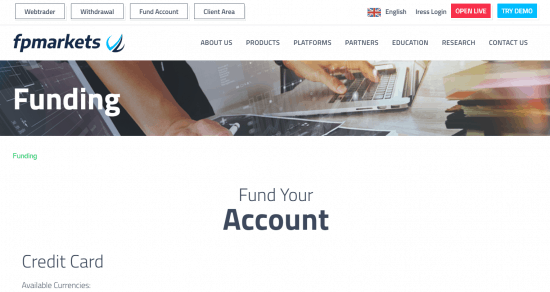 Webtrader Withdrawal Fund Account Client Area English Iress Login OPEN LIVE TRY DEMO
fpmarkets ABOUT US PRODUCTS PLATFORMS PARTNERS EDUCATION RESEARCH CONTACT US
Funding
Funding
Fund Your
Account
Credit Card
Available Currencies: